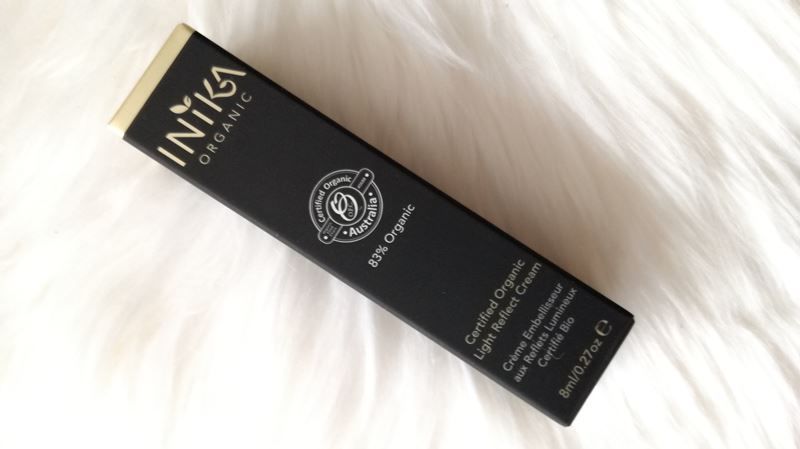 INIKA
ORGANIC
Certified Organic
Australia
83% Organic
Certified Organic
Light Reflect Cream
Crème Embellisseur
aux Reflets Lumineux
Certifié Bio
8ml/0.27oz ℮